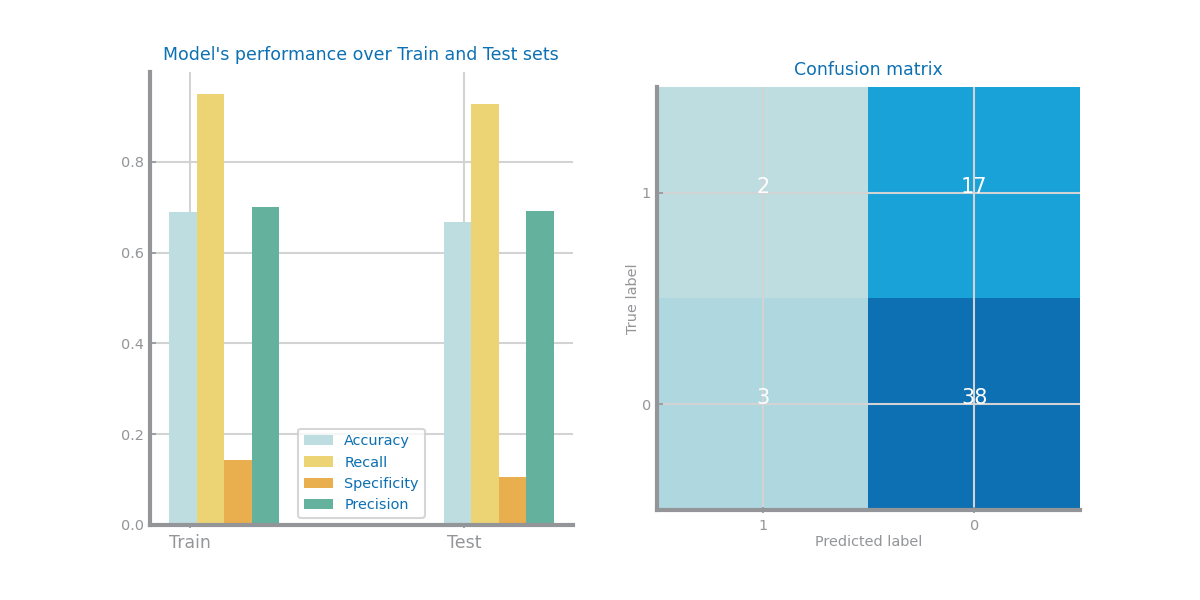 Model's performance over Train and Test sets
0.8
0.6
0.4
0.2
0.0
Accuracy
Recall
Specificity
Precision
Train
Test
Confusion matrix
True label
1
0
2
17
3
38
1
0
Predicted label